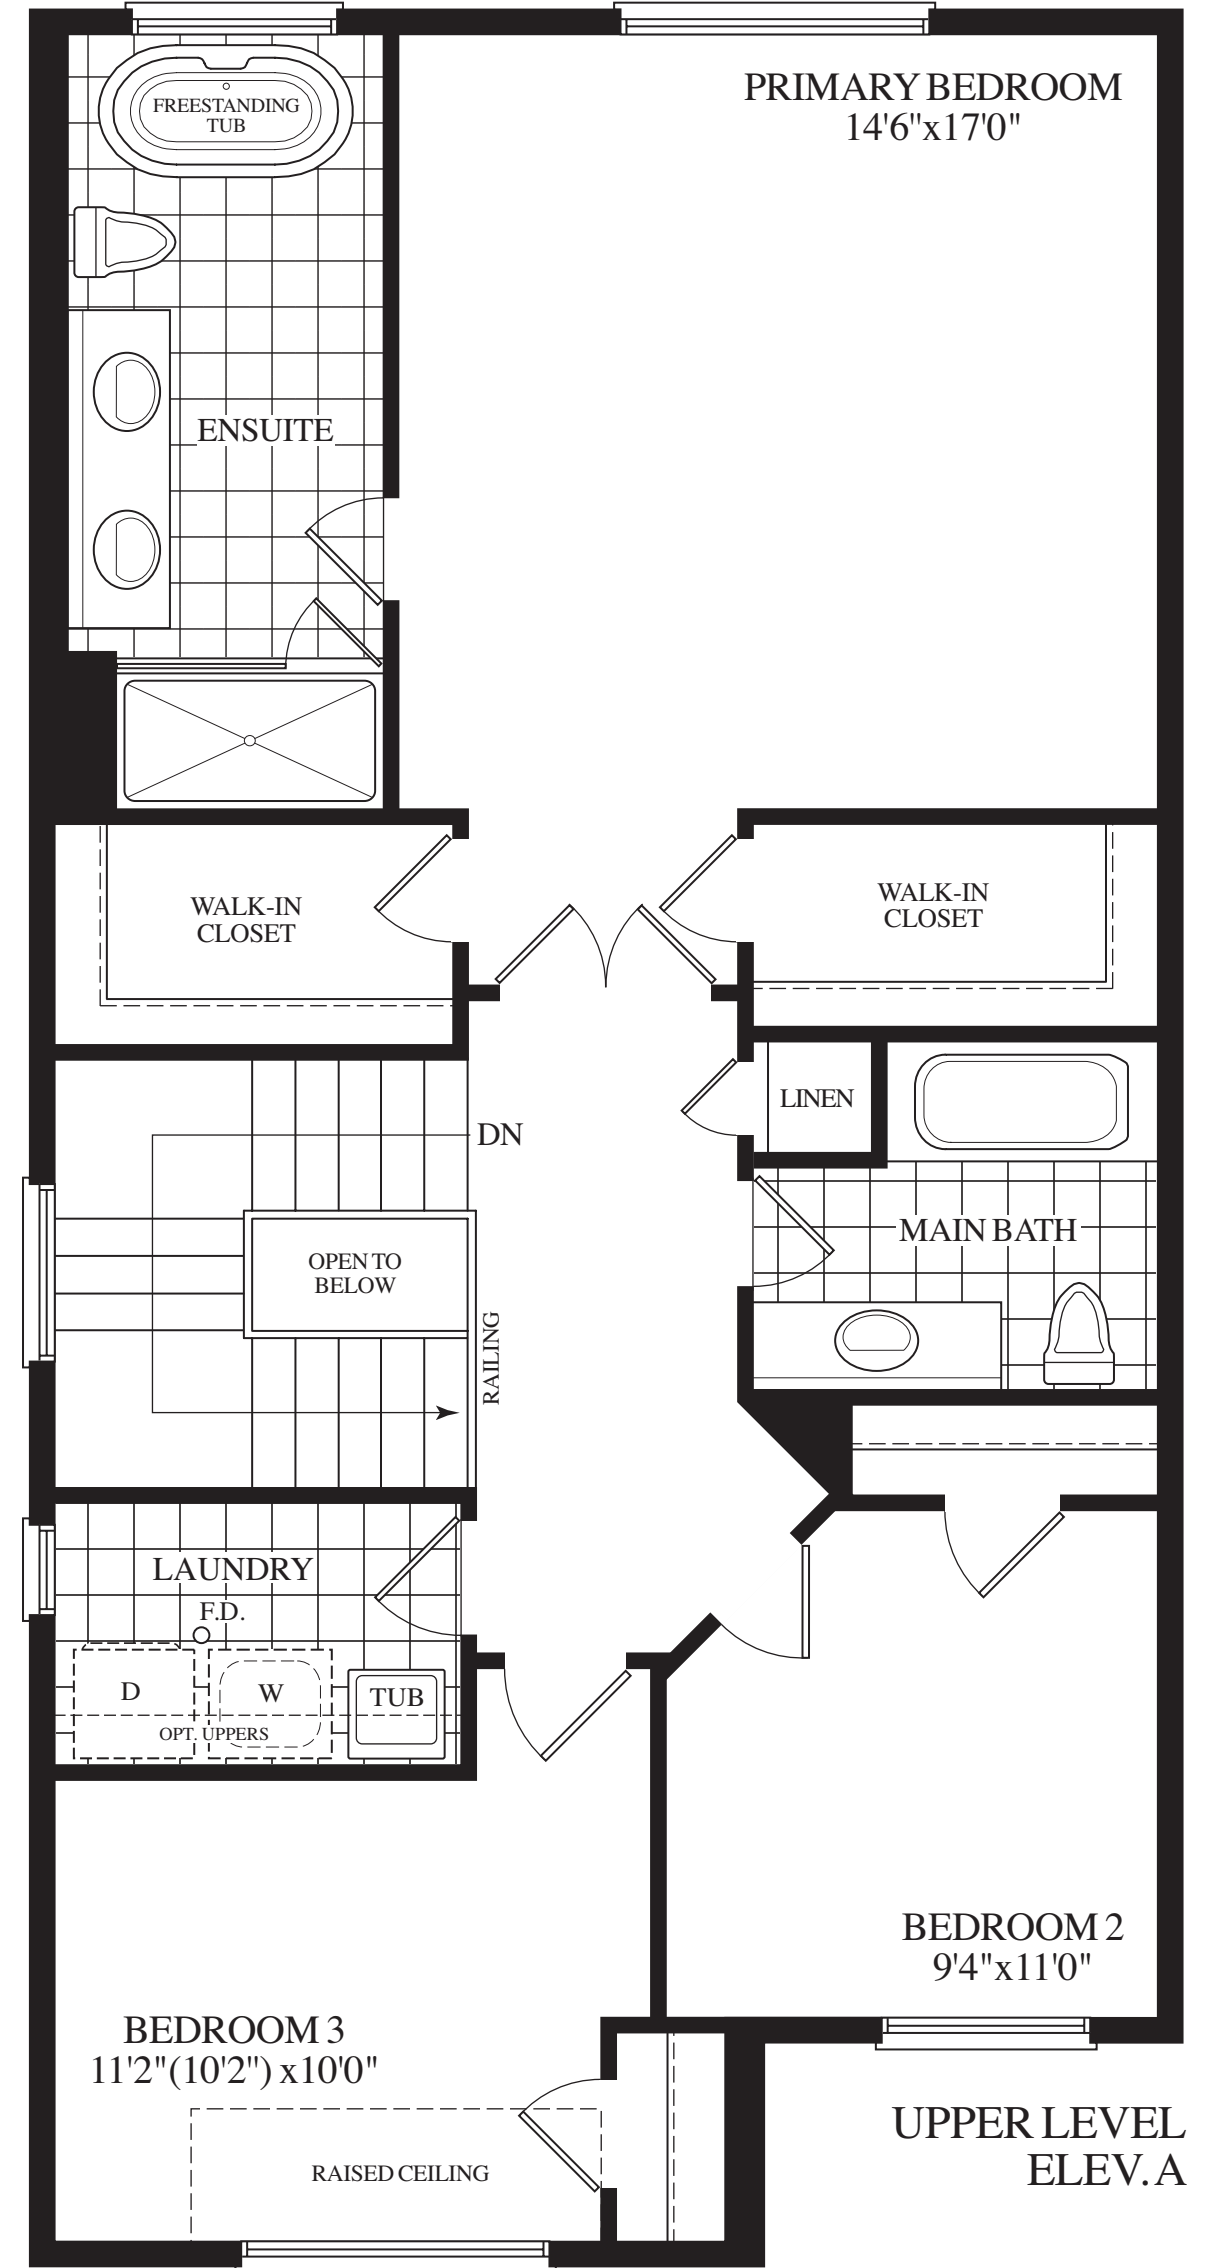 FREESTANDING
TUB
PRIMARY BEDROOM
14'6"x17'0"
ENSUITE
WALK-IN
CLOSET
WALK-IN
CLOSET
LINEN
DN
MAIN BATH
OPEN TO
BELOW
RAILING
LAUNDRY
F.D.
D
W
TUB
OPT. UPPERS
BEDROOM 2
9'4"x11'0"
BEDROOM 3
11'2"(10'2") x10'0"
RAISED CEILING
UPPER LEVEL
ELEV. A